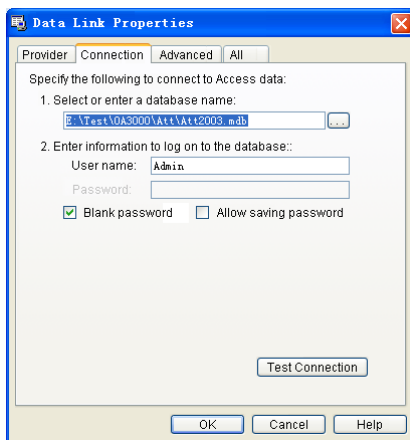 Data Link Properties
Provider Connection Advanced All
Specify the following to connect to Access data:
1. Select or enter a database name:
E:\Test\OA3000\Att\Att2003.mdb ...
2. Enter information to log on to the database::
User name: Admin
Password:
Blank password Allow saving password
Test Connection
OK Cancel Help